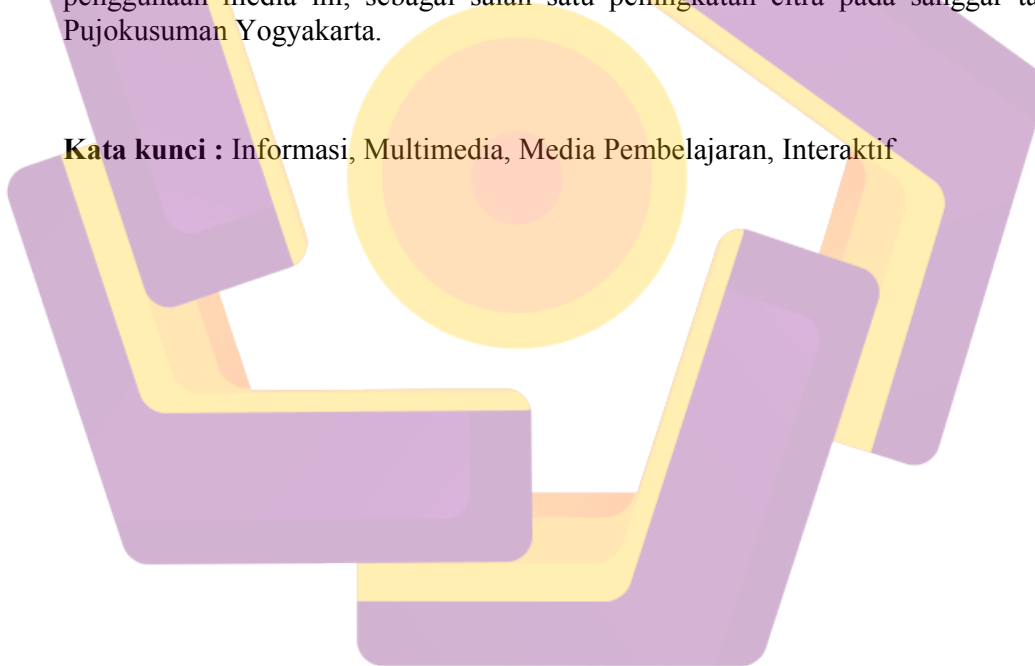 penggunaan media ini, sebagai salah satu peningkatan citra pada sanggar
Pujokusuman Yogyakarta.
Kata kunci : Informasi, Multimedia, Media Pembelajaran, Interaktif